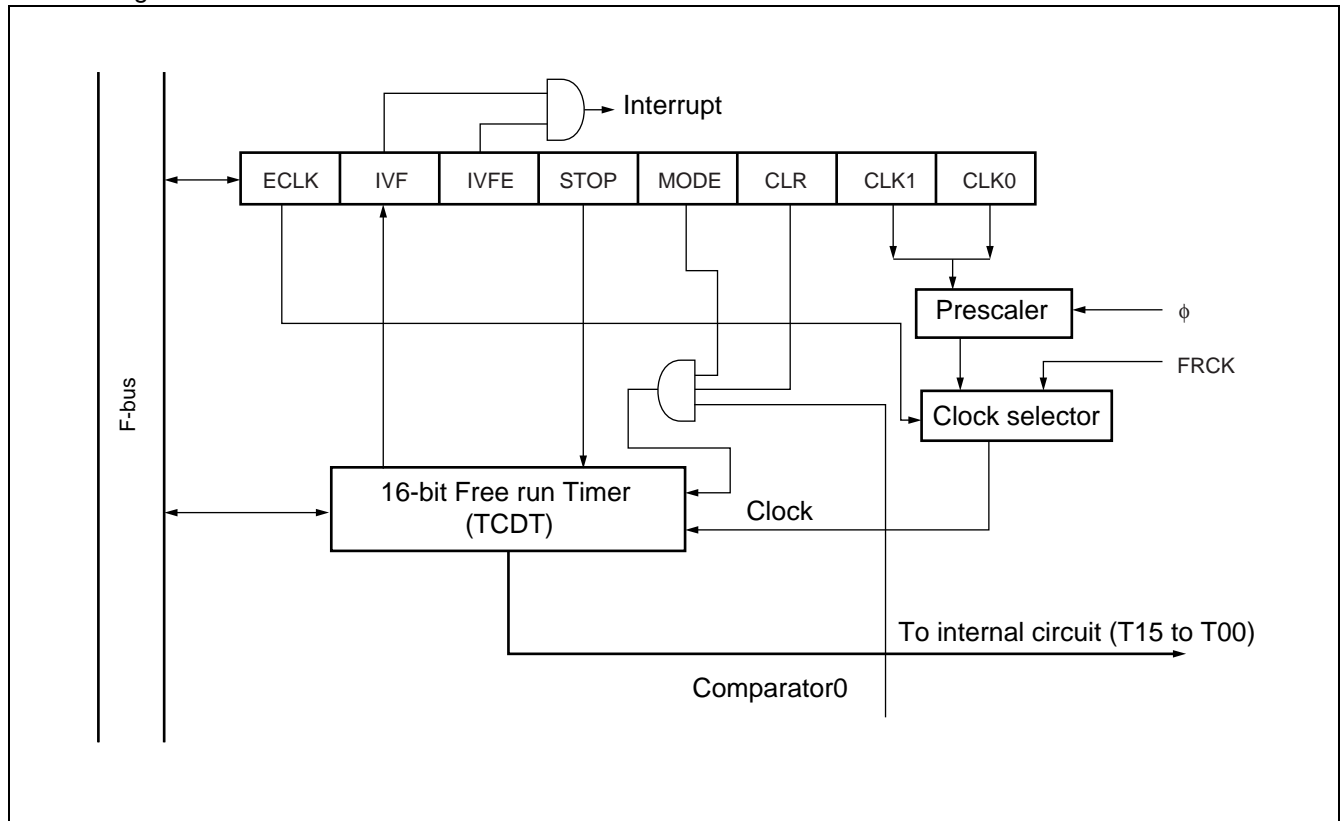 Interrupt
ECLK IVF IVFE STOP MODE CLR CLK1 CLK0
Prescaler
ϕ
FRCK
Clock selector
F-bus
16-bit Free run Timer
(TCDT)
Clock
To internal circuit (T15 to T00)
Comparator0